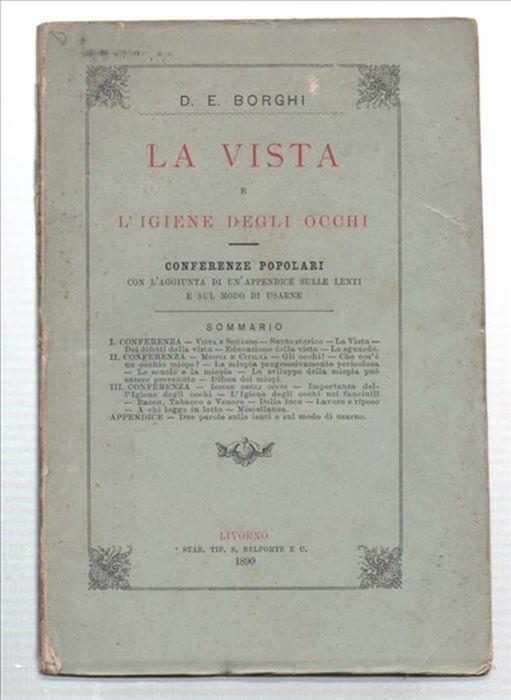 D. E. BORGHI
LA VISTA
E
L'IGIENE DEGLI OCCHI
CONFERENZE POPOLARI
CON L'AGGIUNTA DI UN'APPENDICE SULLE LENTI
E SUL MODO DI USARNE
SOMMARIO
I. CONFERENZA — VISTA E SGUARDO — Sunto storico — La Vista —
Dei difetti della vista — Educazione della vista — Lo sguardo.
II. CONFERENZA — MIOPIA E CIVILTÀ — Gli occhi! — Che cos'è
un occhio miope? — La miopia progressivamente pericolosa
— Le scuole e la miopia — Lo sviluppo della miopia può
essere prevenuto — Difesa dei miopi.
III. CONFERENZA — IGIENE DEGLI OCCHI — Importanza del-
l'Igiene degli occhi — L'Igiene degli occhi nei fanciulli
— Bacco, Tabacco e Venere — Della luce — Lavoro e riposo
— A chi legge in letto — Miscellanea.
APPENDICE — Due parole sulle lenti e sul modo di usarne.
LIVORNO
STAB. TIP. S. BELFORTE E C.
1890